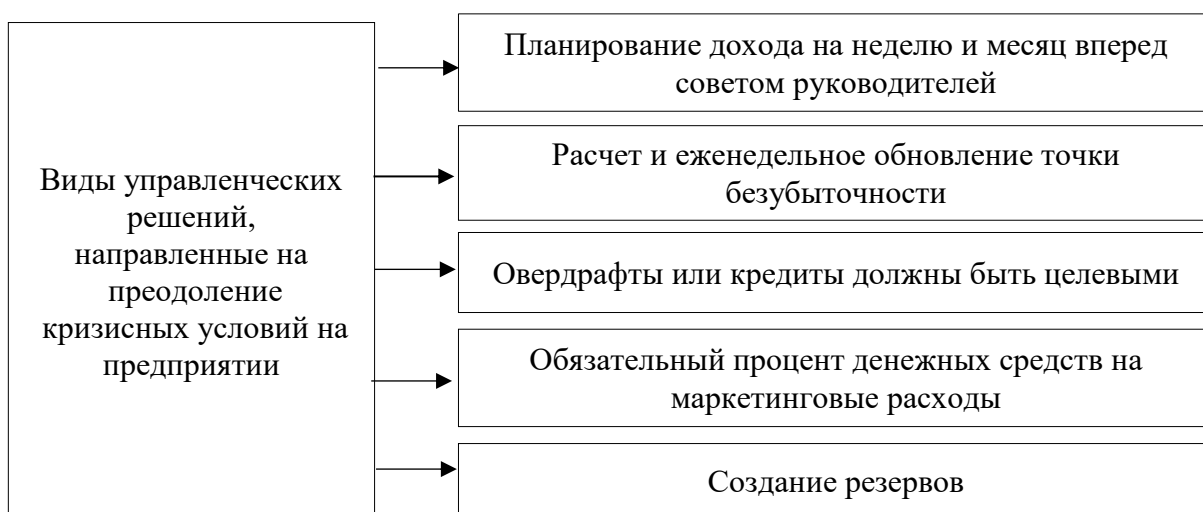 Виды управленческих
решений,
направленные на
преодоление
кризисных условий на
предприятии
Планирование дохода на неделю и месяц вперед
советом руководителей
Расчет и еженедельное обновление точки
безубыточности
Овердрафты или кредиты должны быть целевыми
Обязательный процент денежных средств на
маркетинговые расходы
Создание резервов